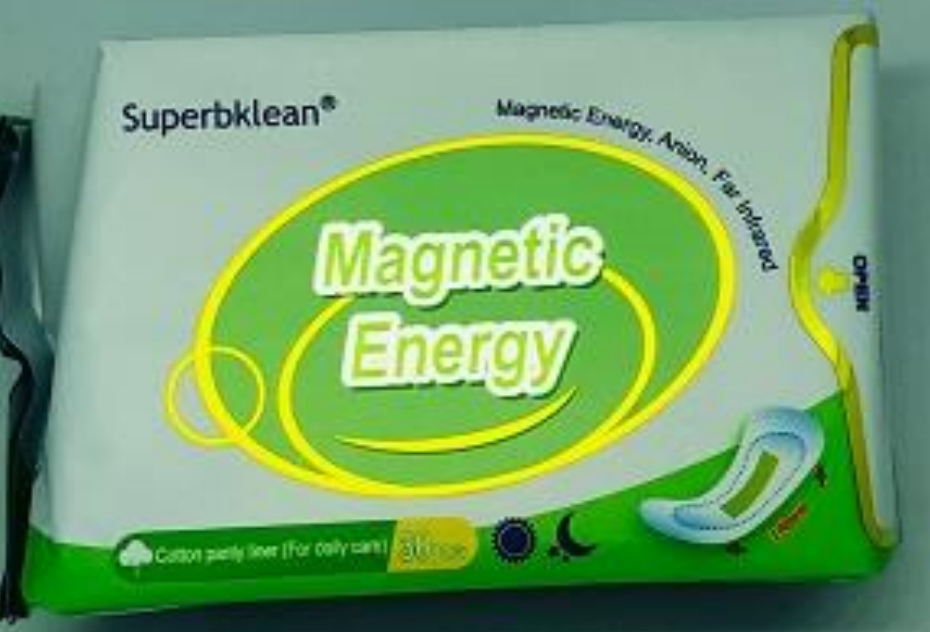 Superbklean®
Magnetic Energy, Anion, Far Infrared
Magnetic
Energy
OPEN
Cotton panty liner (For daily care)